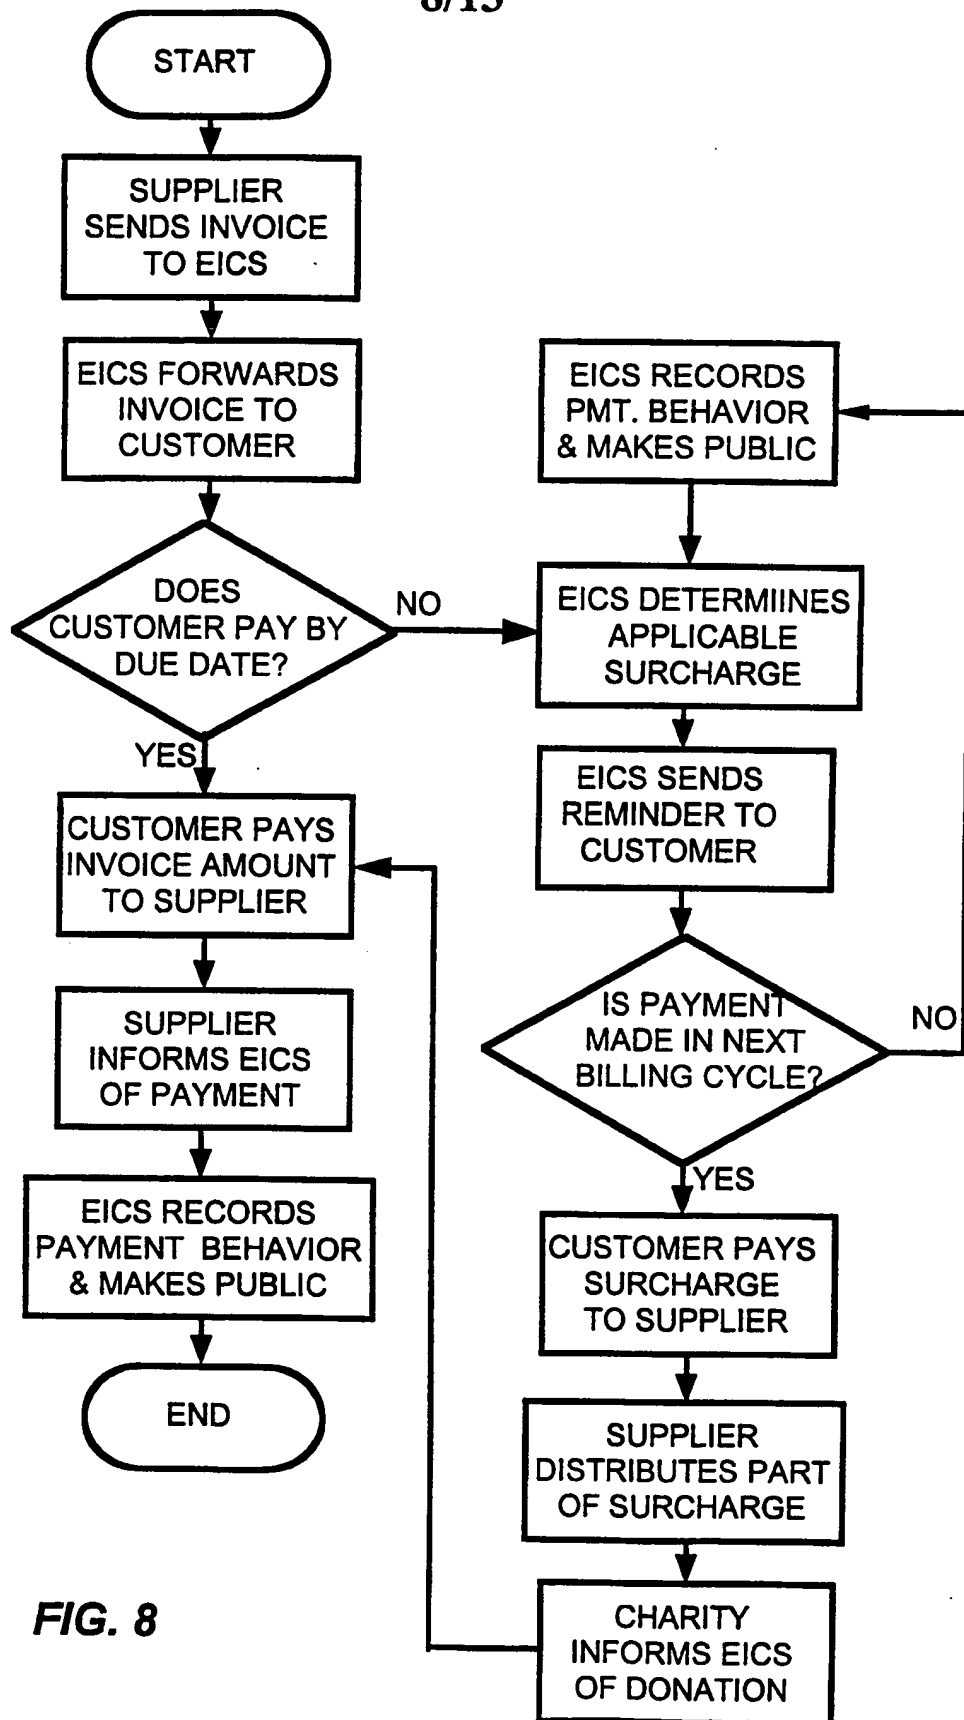 8/13
START
SUPPLIER
SENDS INVOICE
TO EICS
EICS FORWARDS
INVOICE TO
CUSTOMER
DOES
CUSTOMER PAY BY
DUE DATE?
NO
YES
CUSTOMER PAYS
INVOICE AMOUNT
TO SUPPLIER
SUPPLIER
INFORMS EICS
OF PAYMENT
EICS RECORDS
PAYMENT BEHAVIOR
& MAKES PUBLIC
END
EICS RECORDS
PMT. BEHAVIOR
& MAKES PUBLIC
EICS DETERMIINES
APPLICABLE
SURCHARGE
EICS SENDS
REMINDER TO
CUSTOMER
IS PAYMENT
MADE IN NEXT
BILLING CYCLE?
NO
YES
CUSTOMER PAYS
SURCHARGE
TO SUPPLIER
SUPPLIER
DISTRIBUTES PART
OF SURCHARGE
CHARITY
INFORMS EICS
OF DONATION
FIG. 8